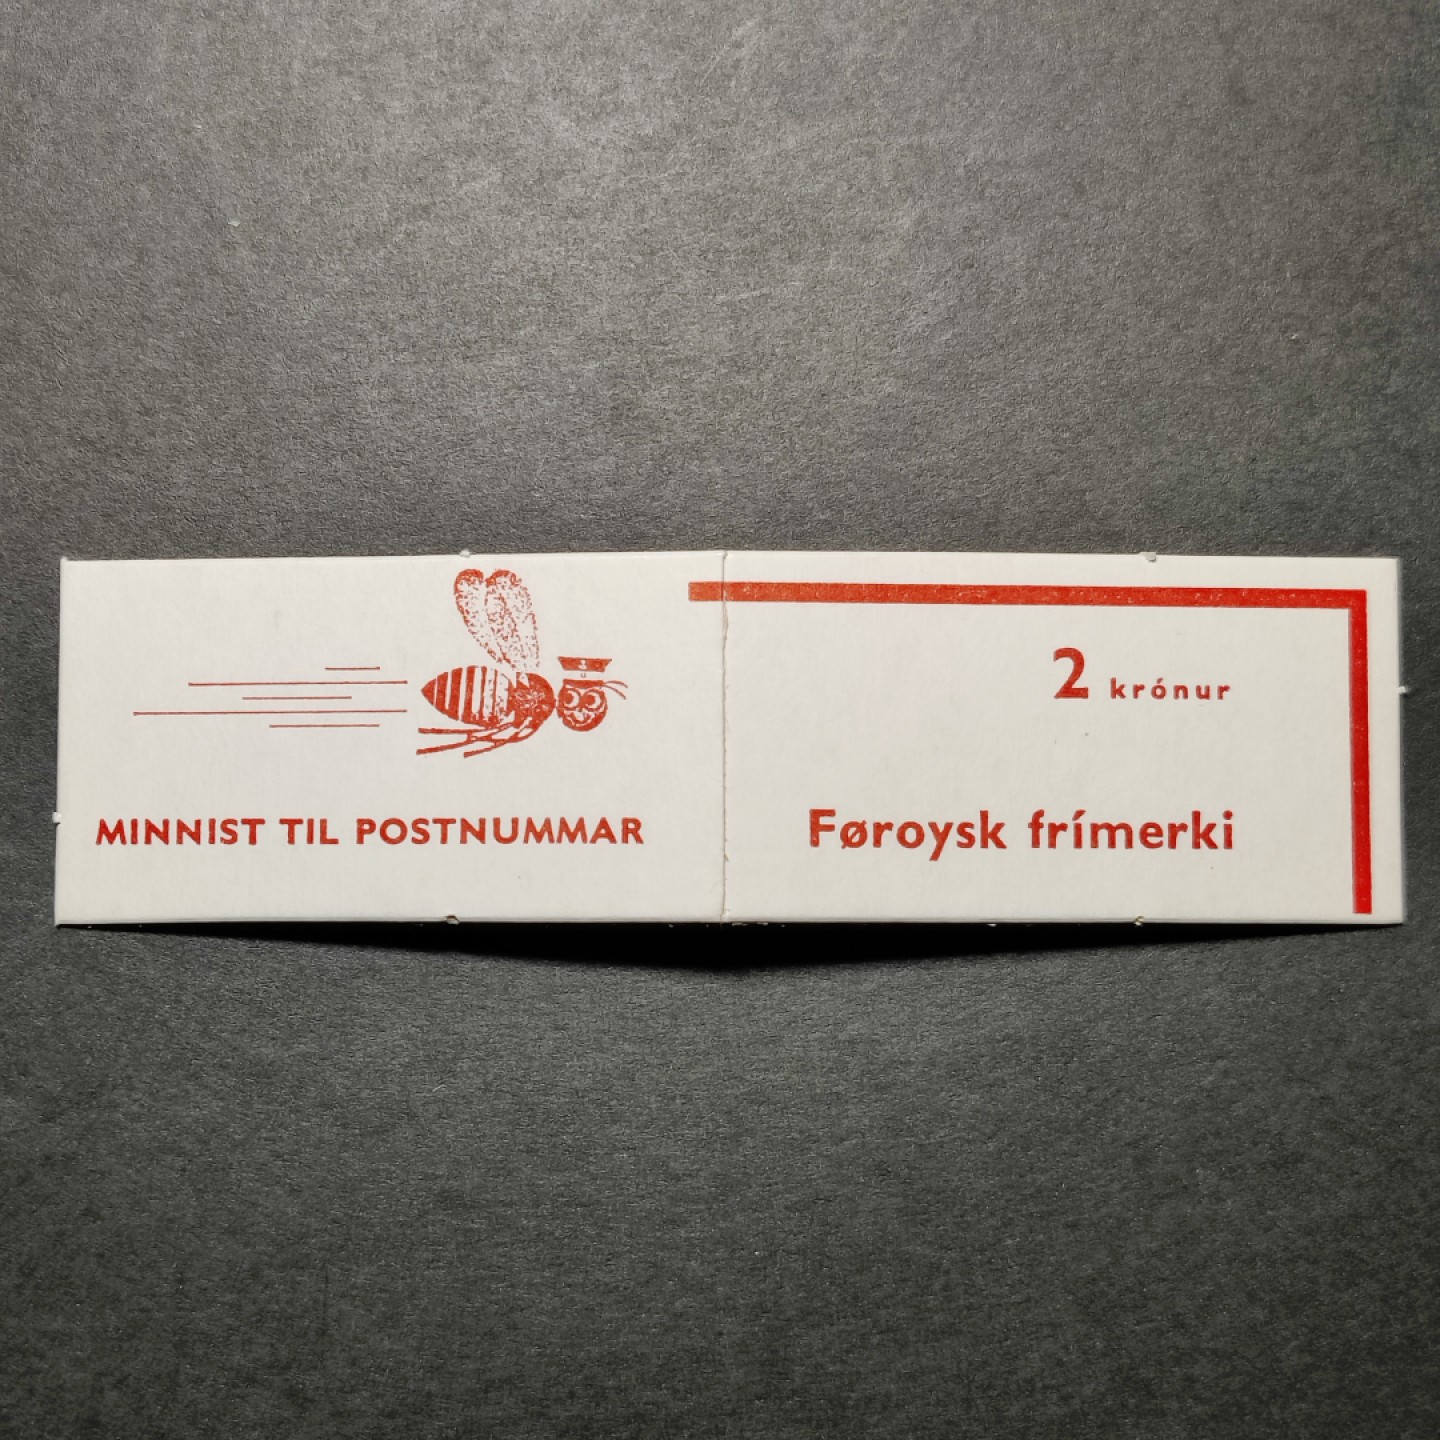 MINNIST TIL POSTNUMMAR
2 krónur
Føroysk frímerki